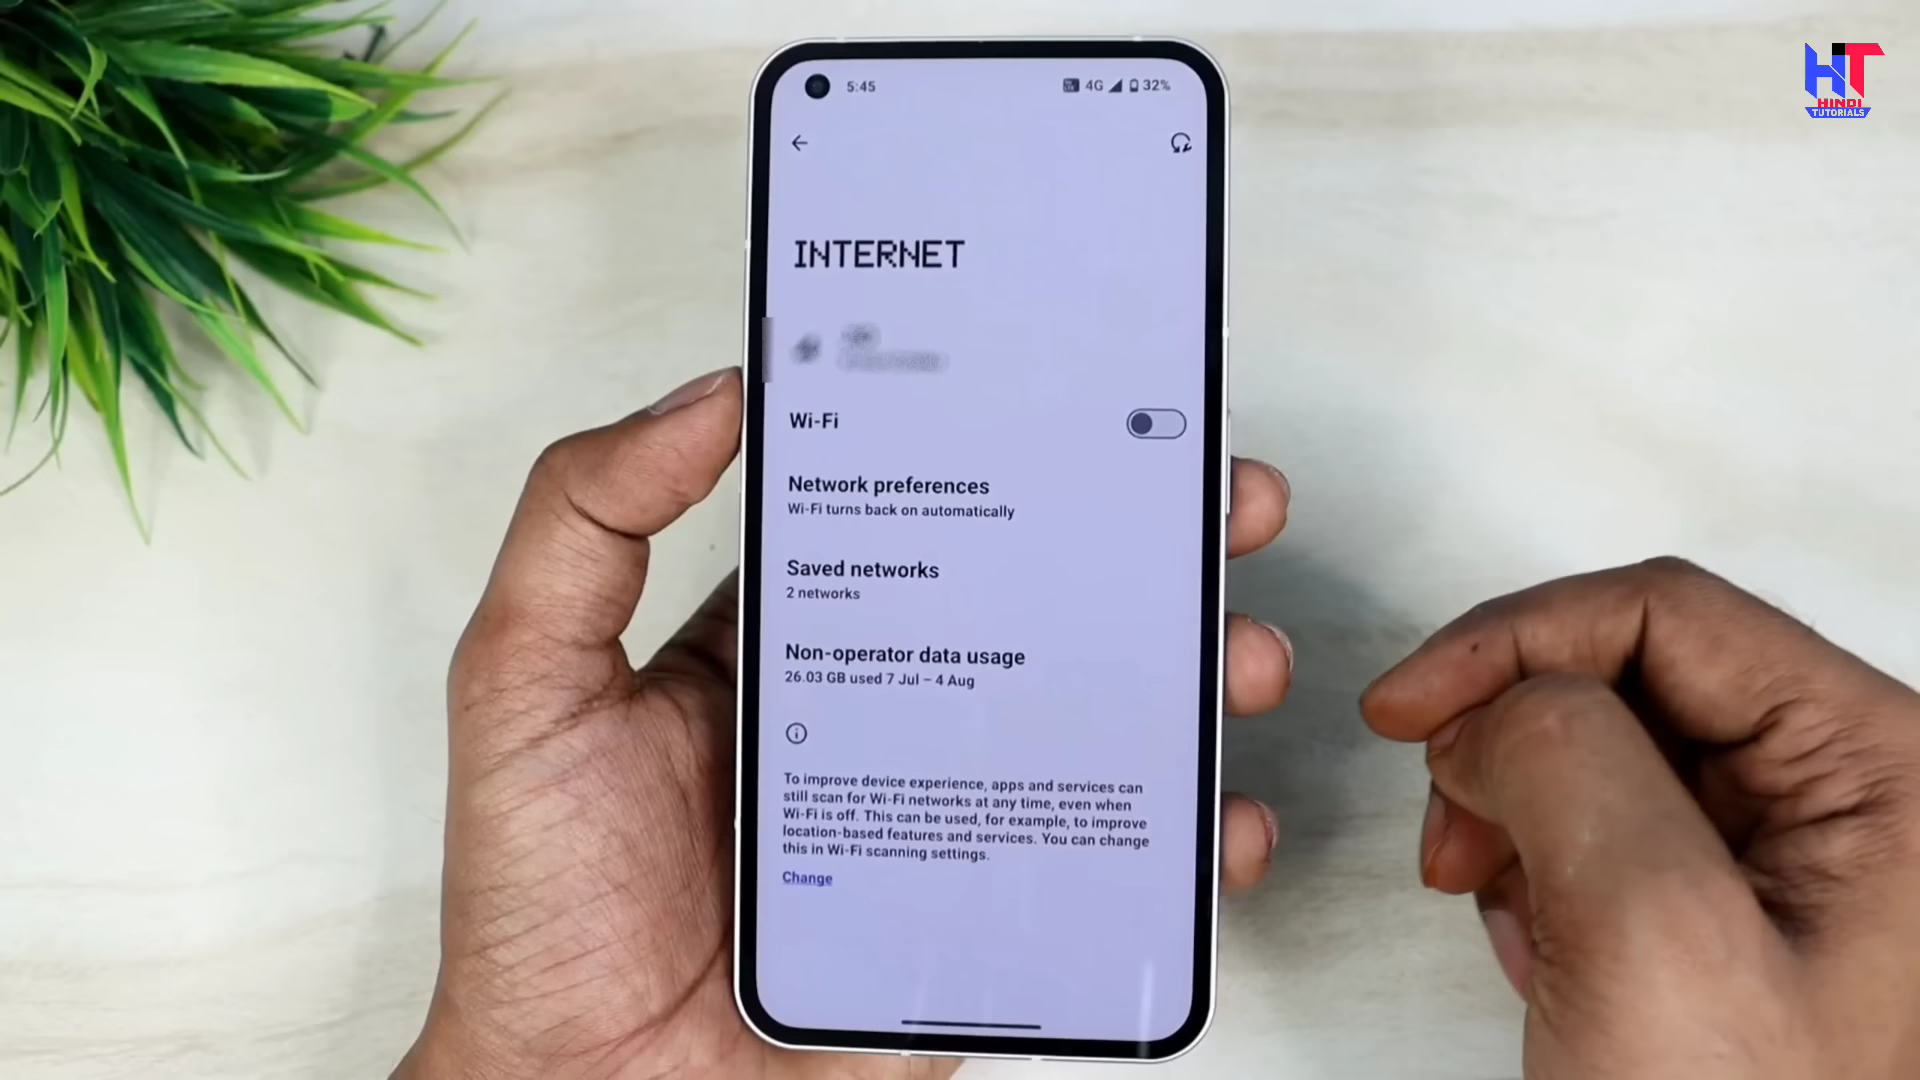 5:45
4G 32%
HT
HINDI
TUTORIALS
INTERNET
Wi-Fi
Network preferences
Wi-Fi turns back on automatically
Saved networks
2 networks
Non-operator data usage
26.03 GB used 7 Jul – 4 Aug
To improve device experience, apps and services can
still scan for Wi-Fi networks at any time, even when
Wi-Fi is off. This can be used, for example, to improve
location-based features and services. You can change
this in Wi-Fi scanning settings.
Change